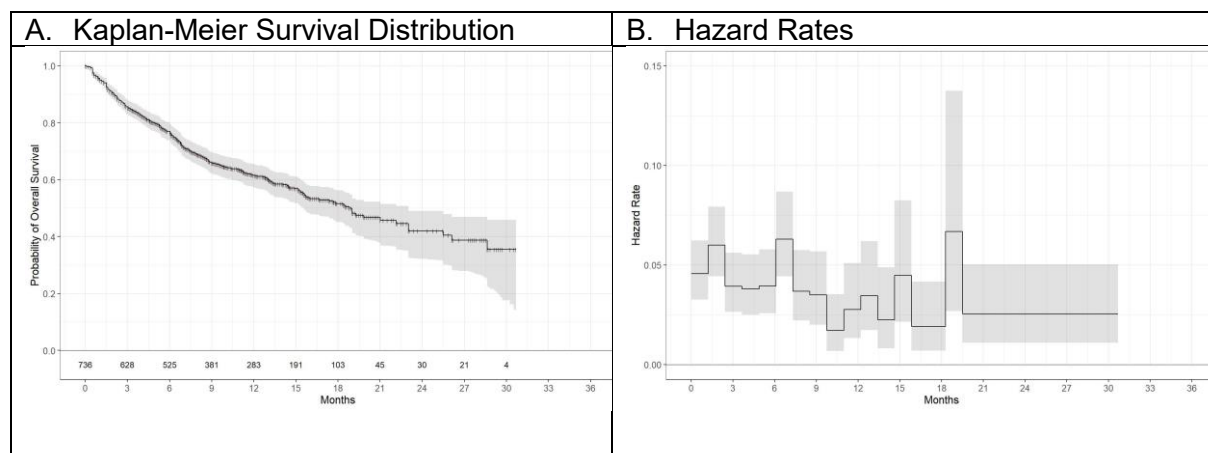 A. Kaplan-Meier Survival Distribution
B. Hazard Rates
Probability of Overall Survival
1.0
0.8
0.6
0.4
0.2
0.0
736 628 525 381 283 191 103 45 30 21 4
0 3 6 9 12 15 18 21 24 27 30 33 36
Months
Hazard Rate
0.15
0.10
0.05
0.00
0 3 6 9 12 15 18 21 24 27 30 33 36
Months